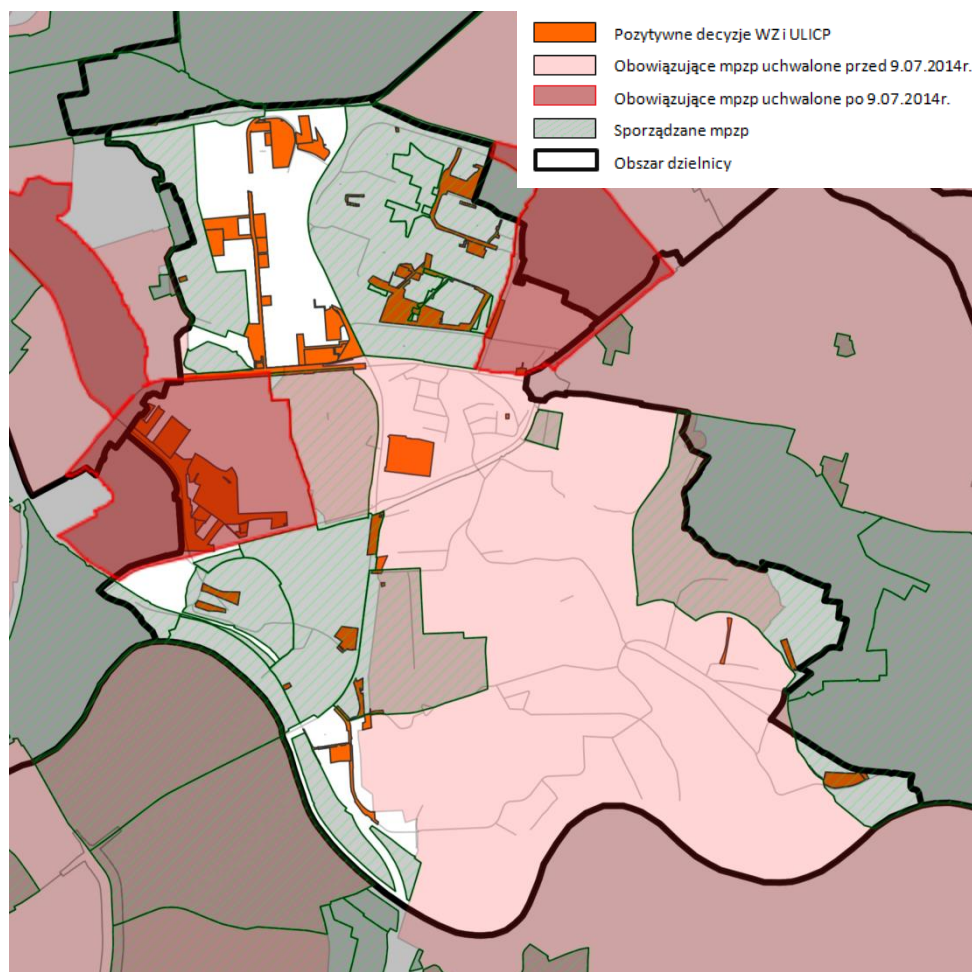 Pozytywne decyzje WZ i ULICP
Obowiązujące mpzp uchwalone przed 9.07.2014r.
Obowiązujące mpzp uchwalone po 9.07.2014r.
Sporządzane mpzp
Obszar dzielnicy